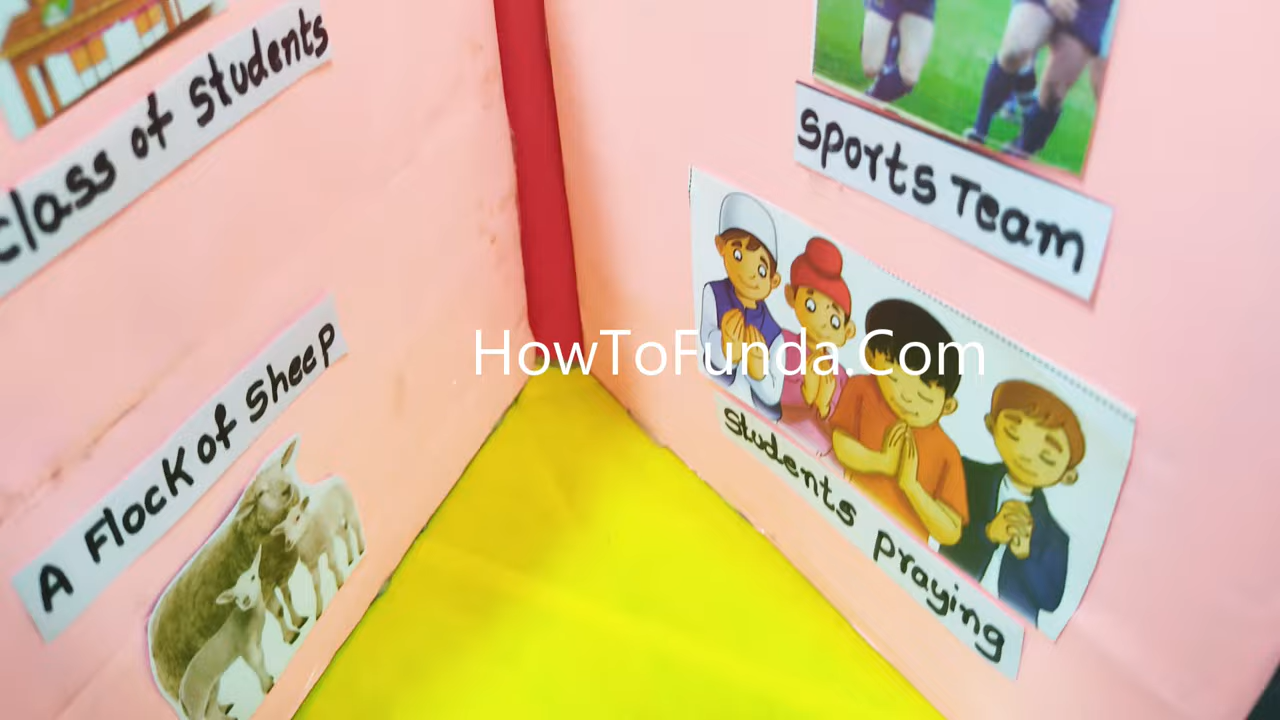 Class of students
Sports Team
HowToFunda.Com
A Flock of Sheep
Students praying